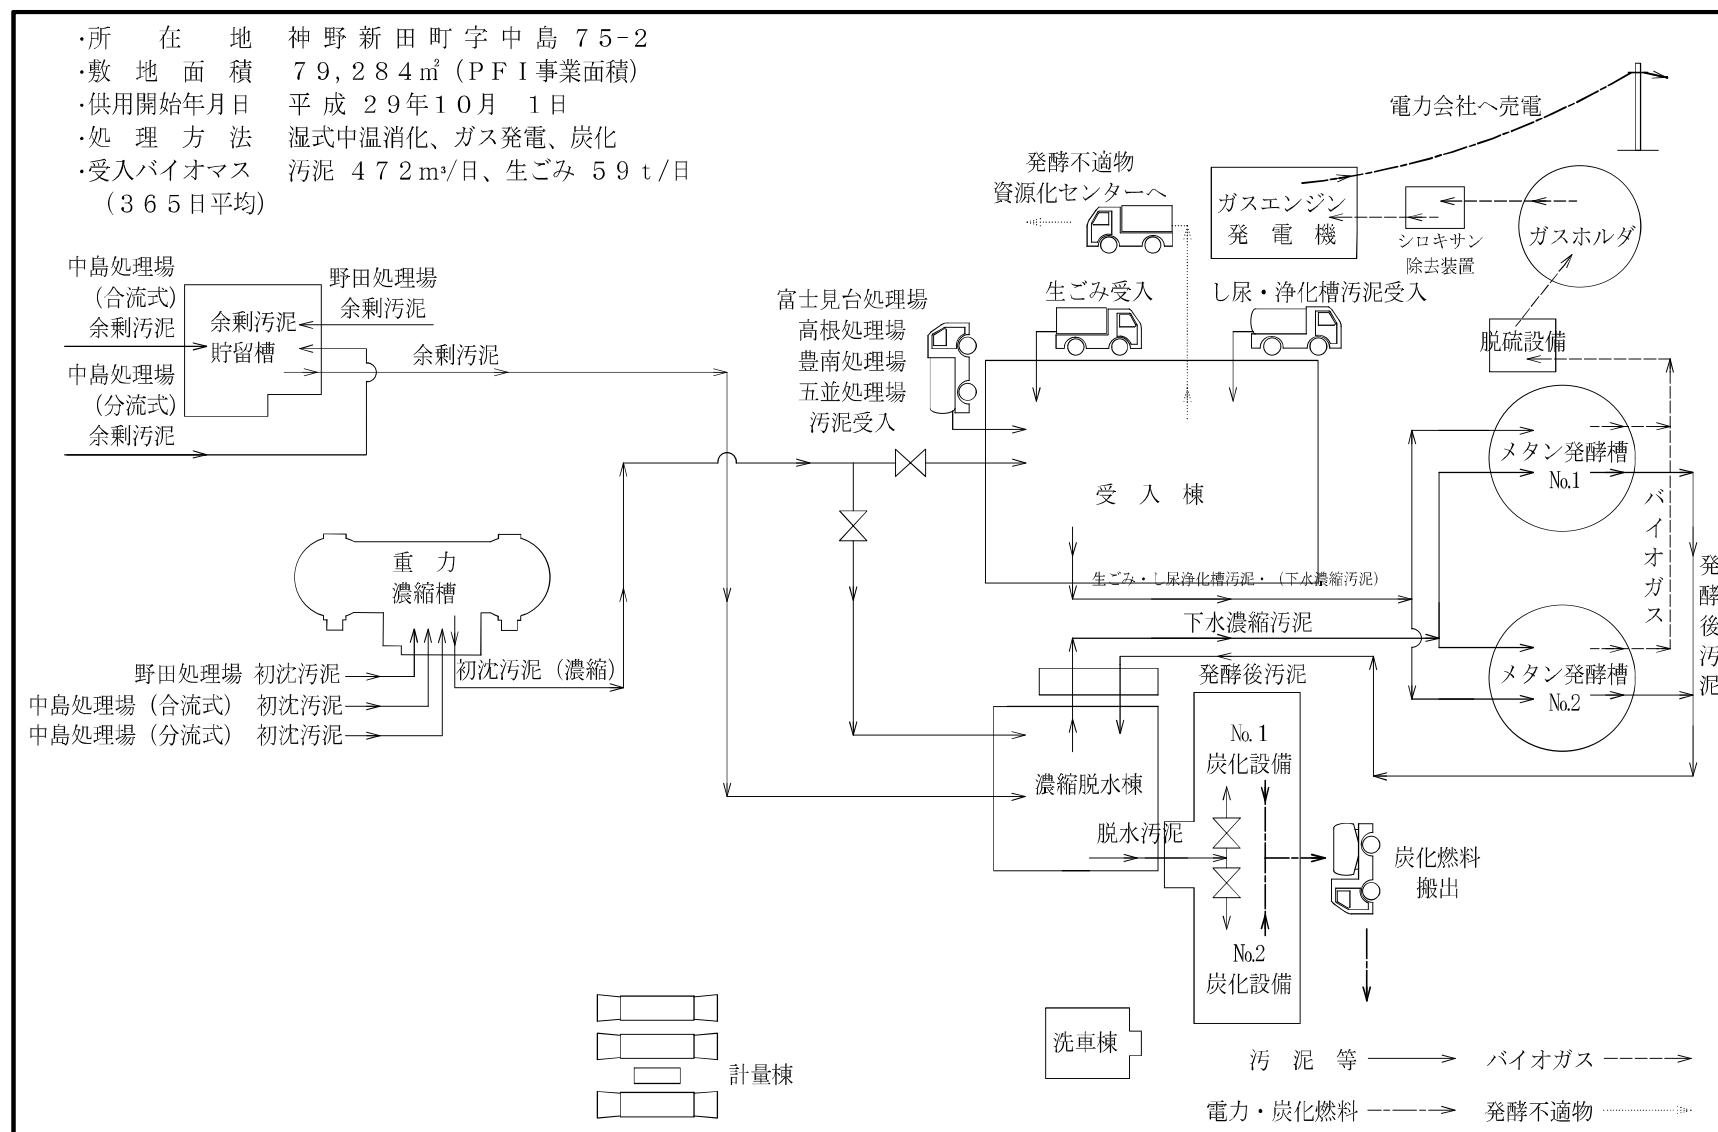 ・所在地 神野新田町字中島75-2
・敷地面積 79,284㎡(PFI事業面積)
・供用開始年月日 平成29年10月 1日
・処理方法 湿式中温消化、ガス発電、炭化
・受入バイオマス 汚泥 472m³/日、生ごみ 59t/日
(365日平均)
電力会社へ売電
発酵不適物
資源化センターへ
ガスエンジン
発電機
シロキサン
除去装置
ガスホルダ
中島処理場
(合流式)
余剰汚泥
野田処理場
余剰汚泥
余剰汚泥
貯留槽
余剰汚泥
中島処理場
(分流式)
余剰汚泥
富士見台処理場
高根処理場
豊南処理場
五並処理場
汚泥受入
生ごみ受入
し尿・浄化槽汚泥受入
脱硫設備
受入棟
メタン発酵槽
№1
バイオガス
発酵後汚泥
重力
濃縮槽
生ごみ・し尿浄化槽汚泥・(下水濃縮汚泥)
下水濃縮汚泥
発酵後汚泥
メタン発酵槽
№2
初沈汚泥(濃縮)
野田処理場 初沈汚泥
中島処理場(合流式) 初沈汚泥
中島処理場(分流式) 初沈汚泥
濃縮脱水棟
脱水汚泥
№1
炭化設備
№2
炭化設備
炭化燃料
搬出
計量棟
洗車棟
汚泥等
バイオガス
電力・炭化燃料
発酵不適物